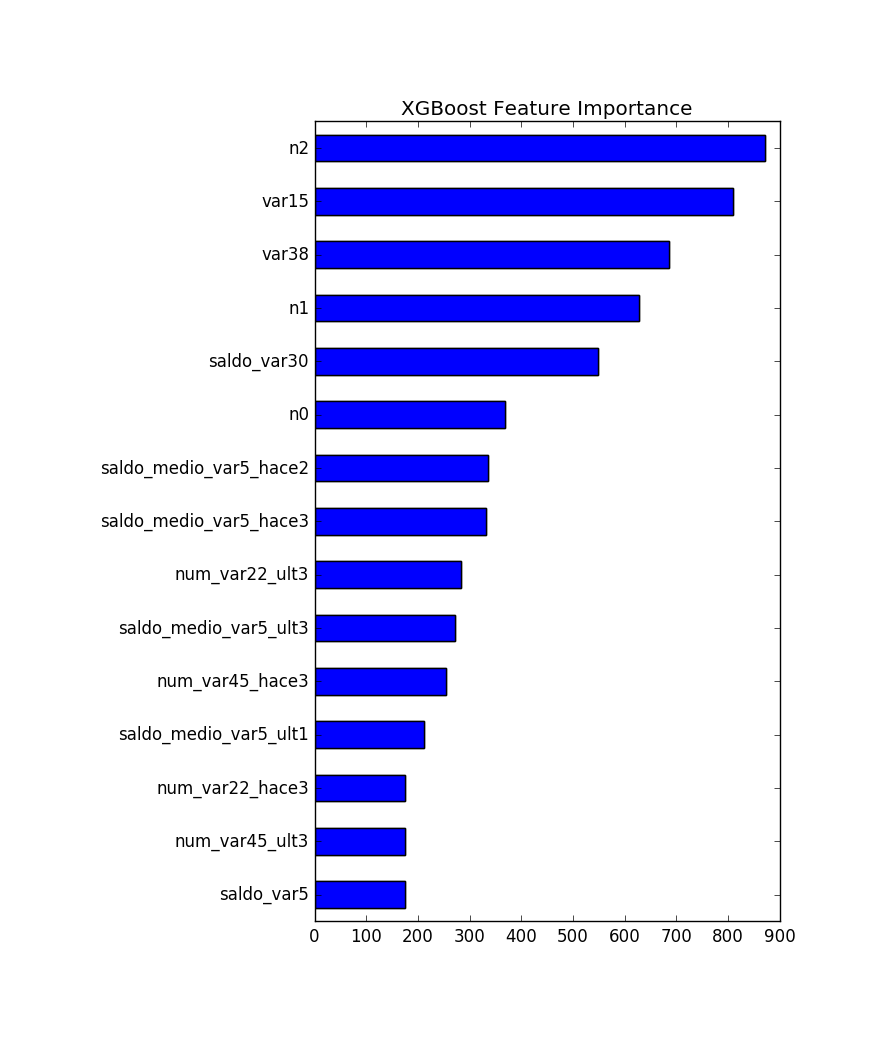 XGBoost Feature Importance
n2
var15
var38
n1
saldo_var30
n0
saldo_medio_var5_hace2
saldo_medio_var5_hace3
num_var22_ult3
saldo_medio_var5_ult3
num_var45_hace3
saldo_medio_var5_ult1
num_var22_hace3
num_var45_ult3
saldo_var5
0 100 200 300 400 500 600 700 800 900